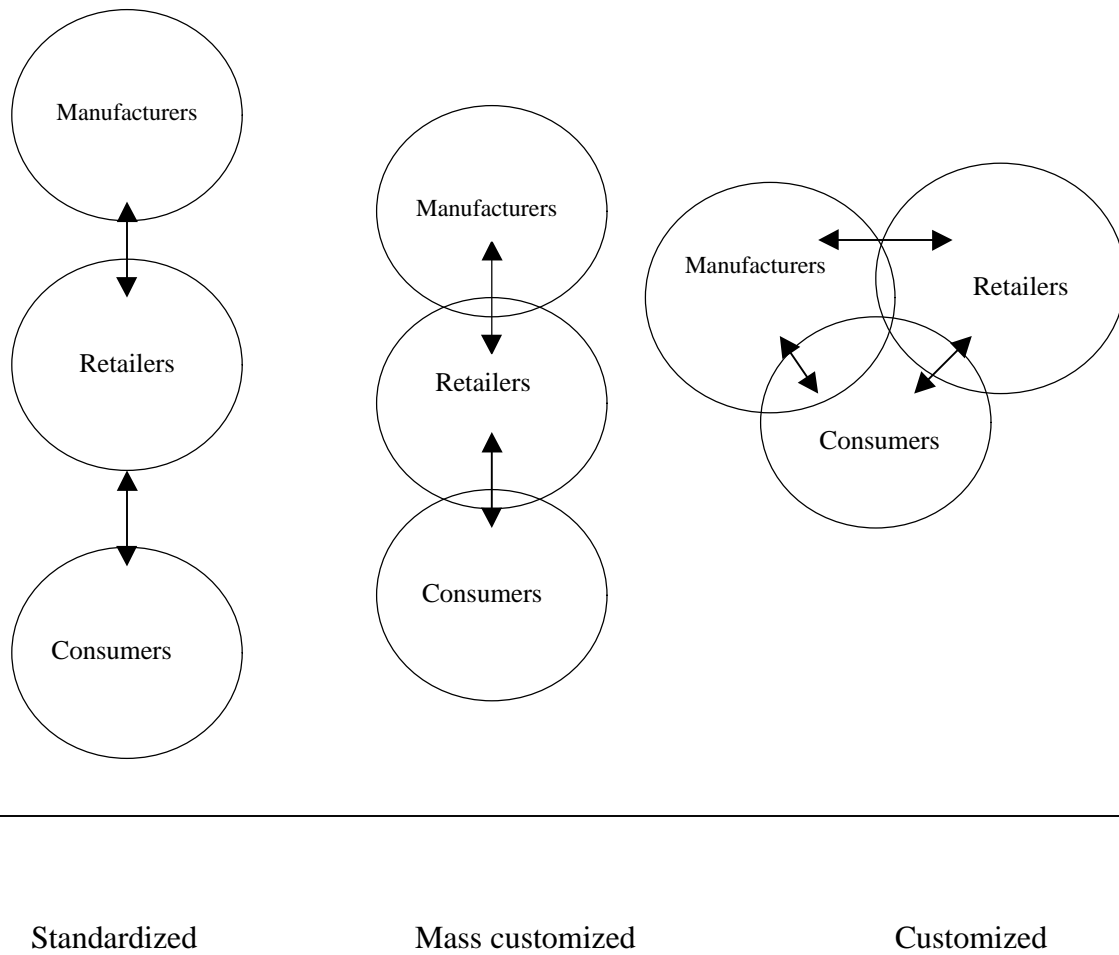 Manufacturers
Retailers
Consumers
Manufacturers
Retailers
Consumers
Manufacturers
Retailers
Consumers
Standardized
Mass customized
Customized